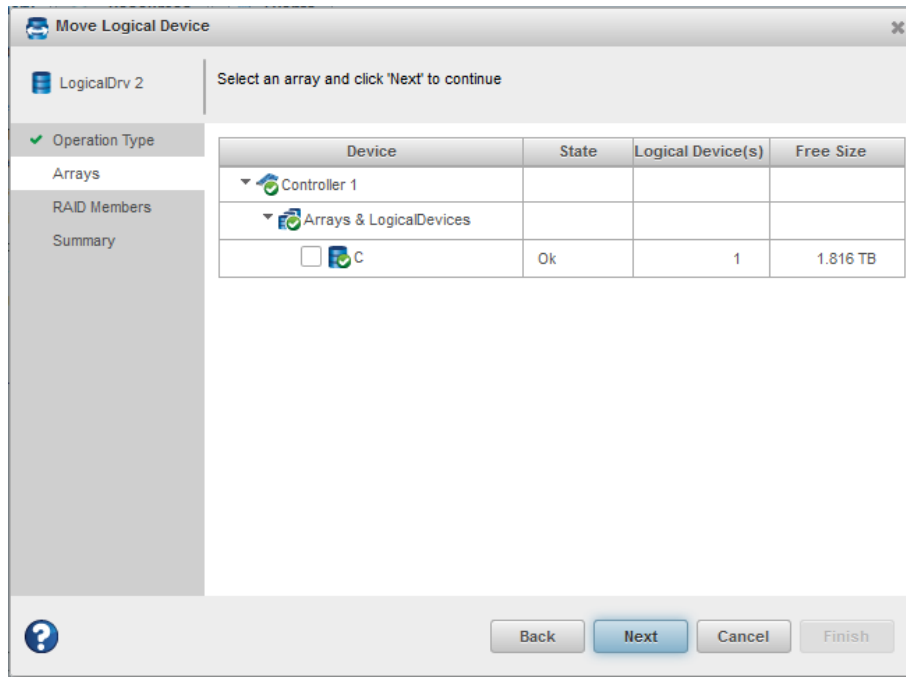 Move Logical Device
LogicalDrv 2
Select an array and click 'Next' to continue
Operation Type
Arrays
RAID Members
Summary
Device State Logical Device(s) Free Size
Controller 1
Arrays & LogicalDevices
C Ok 1 1.816 TB
?
Back Next Cancel Finish